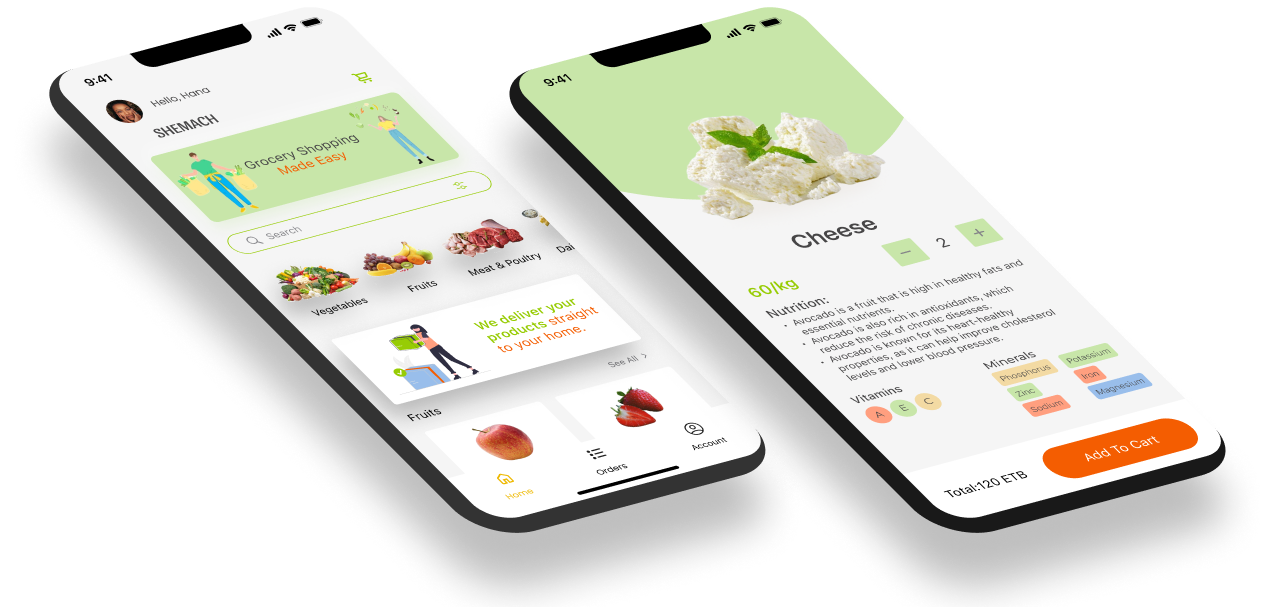 9:41
Hello, Hana
SHEMACH
Grocery Shopping
Made Easy
Search
Vegetables
Fruits
Meat & Poultry
Dai
We deliver your
products straight
to your home.
See All >
Fruits
Home
Orders
Account
9:41
Cheese
2
60/kg
Nutrition:
• Avocado is a fruit that is high in healthy fats and
essential nutrients.
• Avocado is also rich in antioxidants, which
reduce the risk of chronic diseases.
• Avocado is known for its heart-healthy
properties, as it can help improve cholesterol
levels and lower blood pressure.
Vitamins
A E C
Minerals
Phosphorus Potassium
Zinc Iron
Sodium Magnesium
Total:120 ETB
Add To Cart